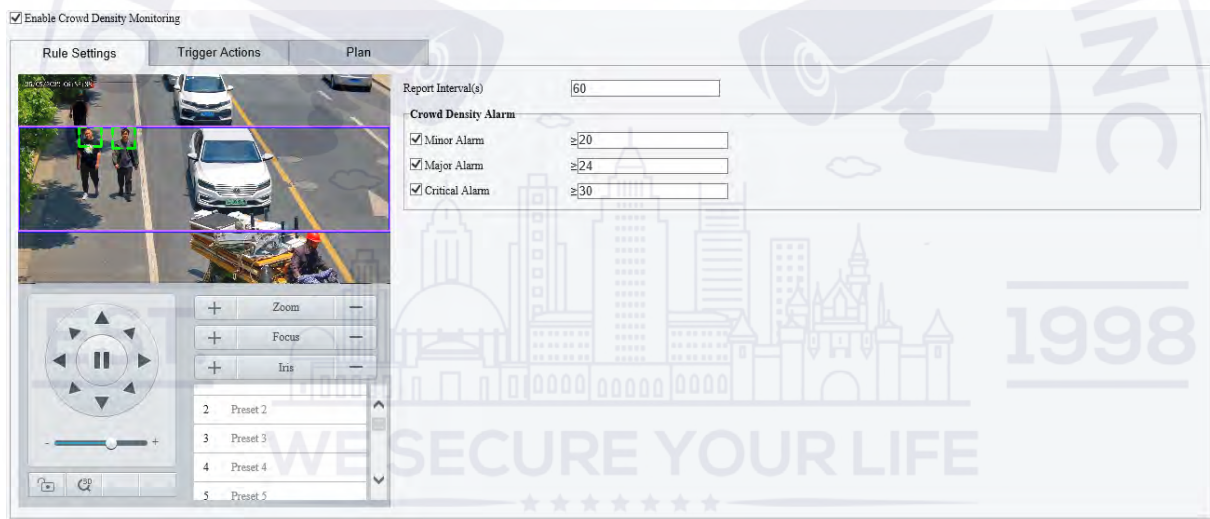 Enable Crowd Density Monitoring
Rule Settings
Trigger Actions
Plan
Report Interval(s)
60
Crowd Density Alarm
Minor Alarm
≥20
Major Alarm
≥24
Critical Alarm
≥30
Zoom
Focus
Iris
2 Preset 2
3 Preset 3
4 Preset 4
5 Preset 5
3D
1998
WE SECURE YOUR LIFE
INC